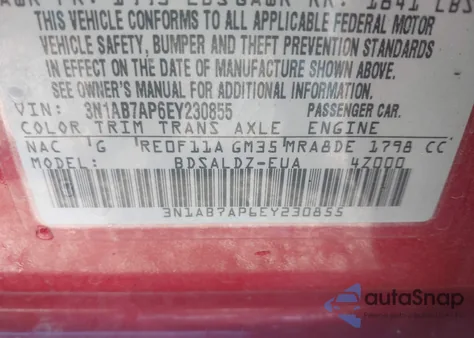 THIS VEHICLE CONFORMS TO ALL APPLICABLE FEDERAL MOTOR
VEHICLE SAFETY, BUMPER AND THEFT PREVENTION STANDARDS
IN EFFECT ON THE DATE OF MANUFACTURE SHOWN ABOVE.
SEE OWNER'S MANUAL FOR ADDITIONAL INFORMATION.
VIN: 3N1AB7AP6EY230855 PASSENGER CAR.
COLOR TRIM TRANS AXLE ENGINE
NAC G RE0F11A GM35 MRA8DE 1798 CC
MODEL: BDSALDZ-EUA 4Z000
3N1AB7AP6EY230855
autoSnap